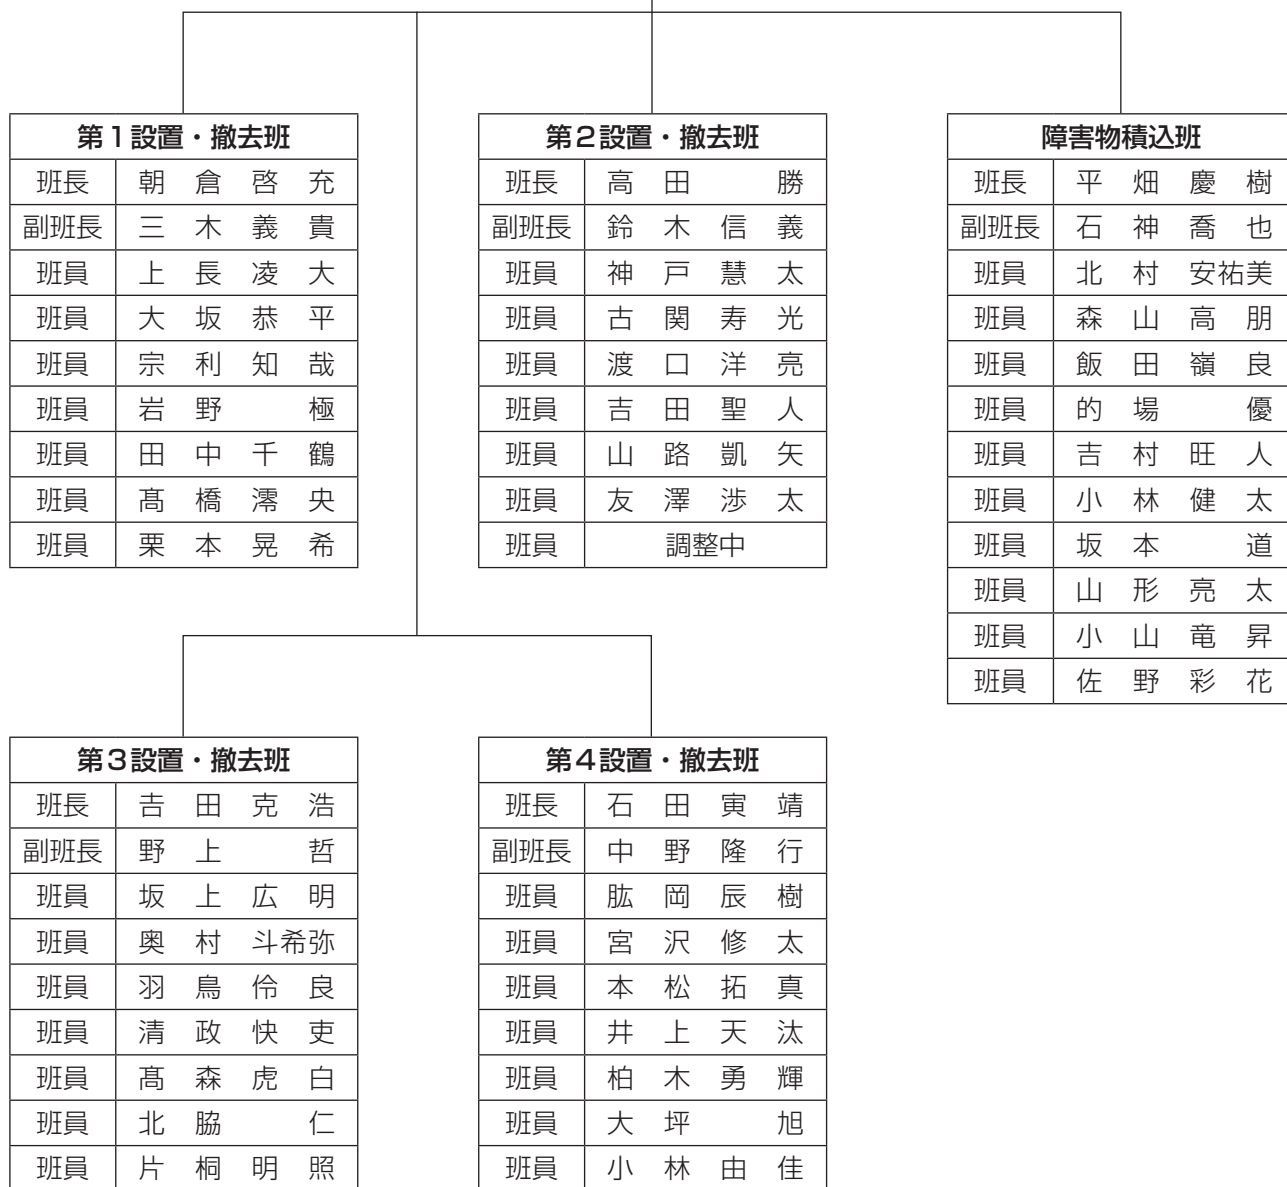 第1設置・撤去班
班長 朝倉啓充
副班長 三木義貴
班員 上長凌大
班員 大坂恭平
班員 宗利知哉
班員 岩野 極
班員 田中千鶴
班員 髙橋澪央
班員 栗本晃希
第2設置・撤去班
班長 高田 勝
副班長 鈴木信義
班員 神戸慧太
班員 古関寿光
班員 渡口洋亮
班員 吉田聖人
班員 山路凱矢
班員 友澤渉太
班員 調整中
障害物積込班
班長 平畑慶樹
副班長 石神喬也
班員 北村安祐美
班員 森山高朋
班員 飯田嶺良
班員 的場 優
班員 吉村旺人
班員 小林健太
班員 坂本 道
班員 山形亮太
班員 小山竜昇
班員 佐野彩花
第3設置・撤去班
班長 𠮷田克浩
副班長 野上 哲
班員 坂上広明
班員 奥村斗希弥
班員 羽鳥伶良
班員 清政快吏
班員 髙森虎白
班員 北脇 仁
班員 片桐明照
第4設置・撤去班
班長 石田寅靖
副班長 中野隆行
班員 肱岡辰樹
班員 宮沢修太
班員 本松拓真
班員 井上天汰
班員 柏木勇輝
班員 大坪 旭
班員 小林由佳